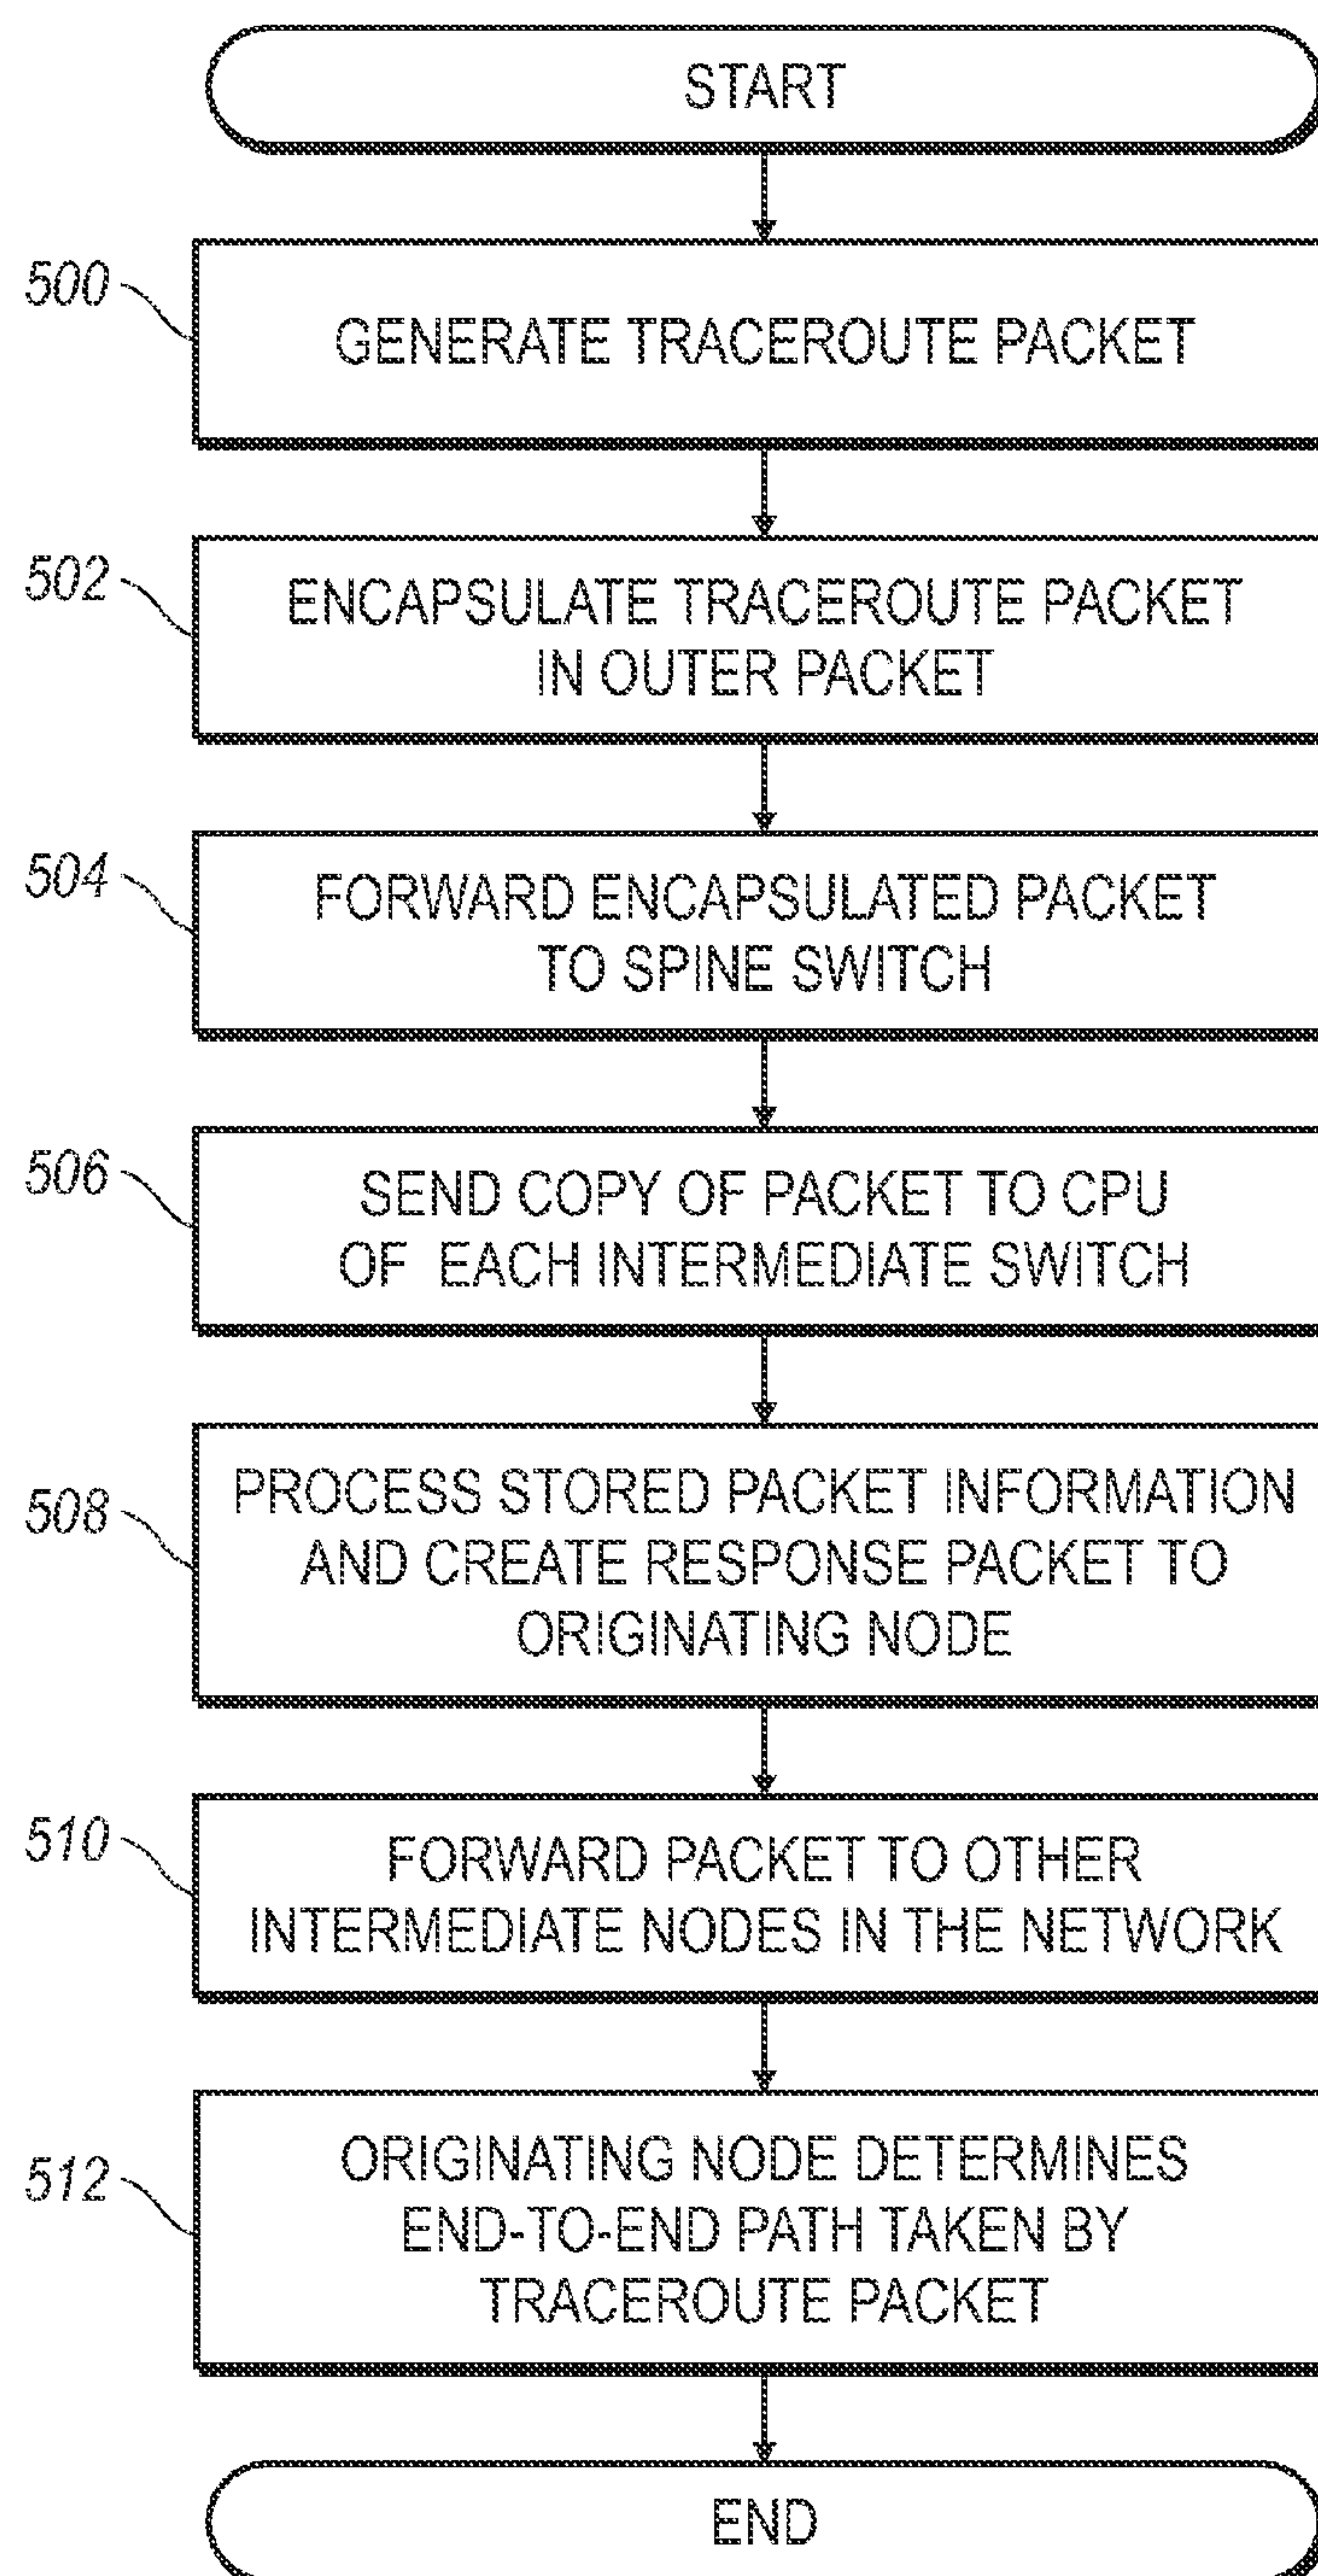 START
500
GENERATE TRACEROUTE PACKET
502
ENCAPSULATE TRACEROUTE PACKET
IN OUTER PACKET
504
FORWARD ENCAPSULATED PACKET
TO SPINE SWITCH
506
SEND COPY OF PACKET TO CPU
OF EACH INTERMEDIATE SWITCH
508
PROCESS STORED PACKET INFORMATION
AND CREATE RESPONSE PACKET TO
ORIGINATING NODE
510
FORWARD PACKET TO OTHER
INTERMEDIATE NODES IN THE NETWORK
512
ORIGINATING NODE DETERMINES
END-TO-END PATH TAKEN BY
TRACEROUTE PACKET
END